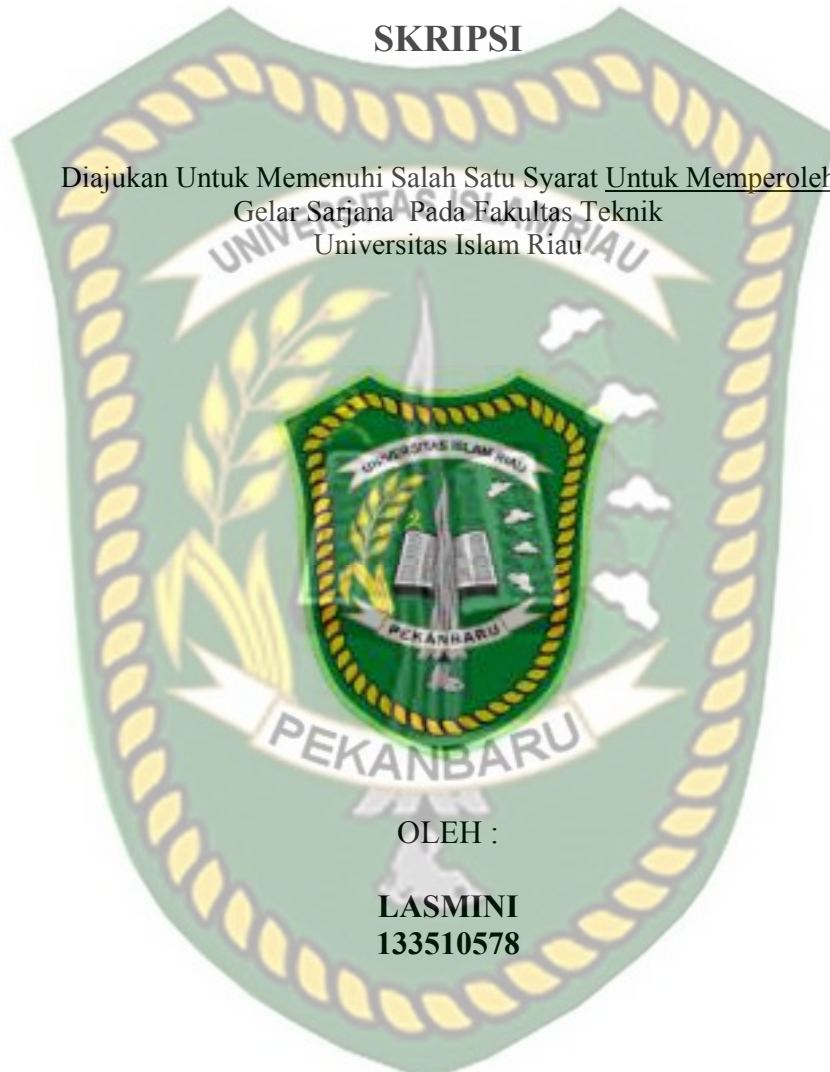 SKRIPSI
Diajukan Untuk Memenuhi Salah Satu Syarat Untuk Memperoleh
Gelar Sarjana Pada Fakultas Teknik
Universitas Islam Riau
UNIVERSITAS ISLAM RIAU
UNIVERSITAS ISLAM RIAU
2
PEKANBARU
PEKANBARU
OLEH :
LASMINI
133510578